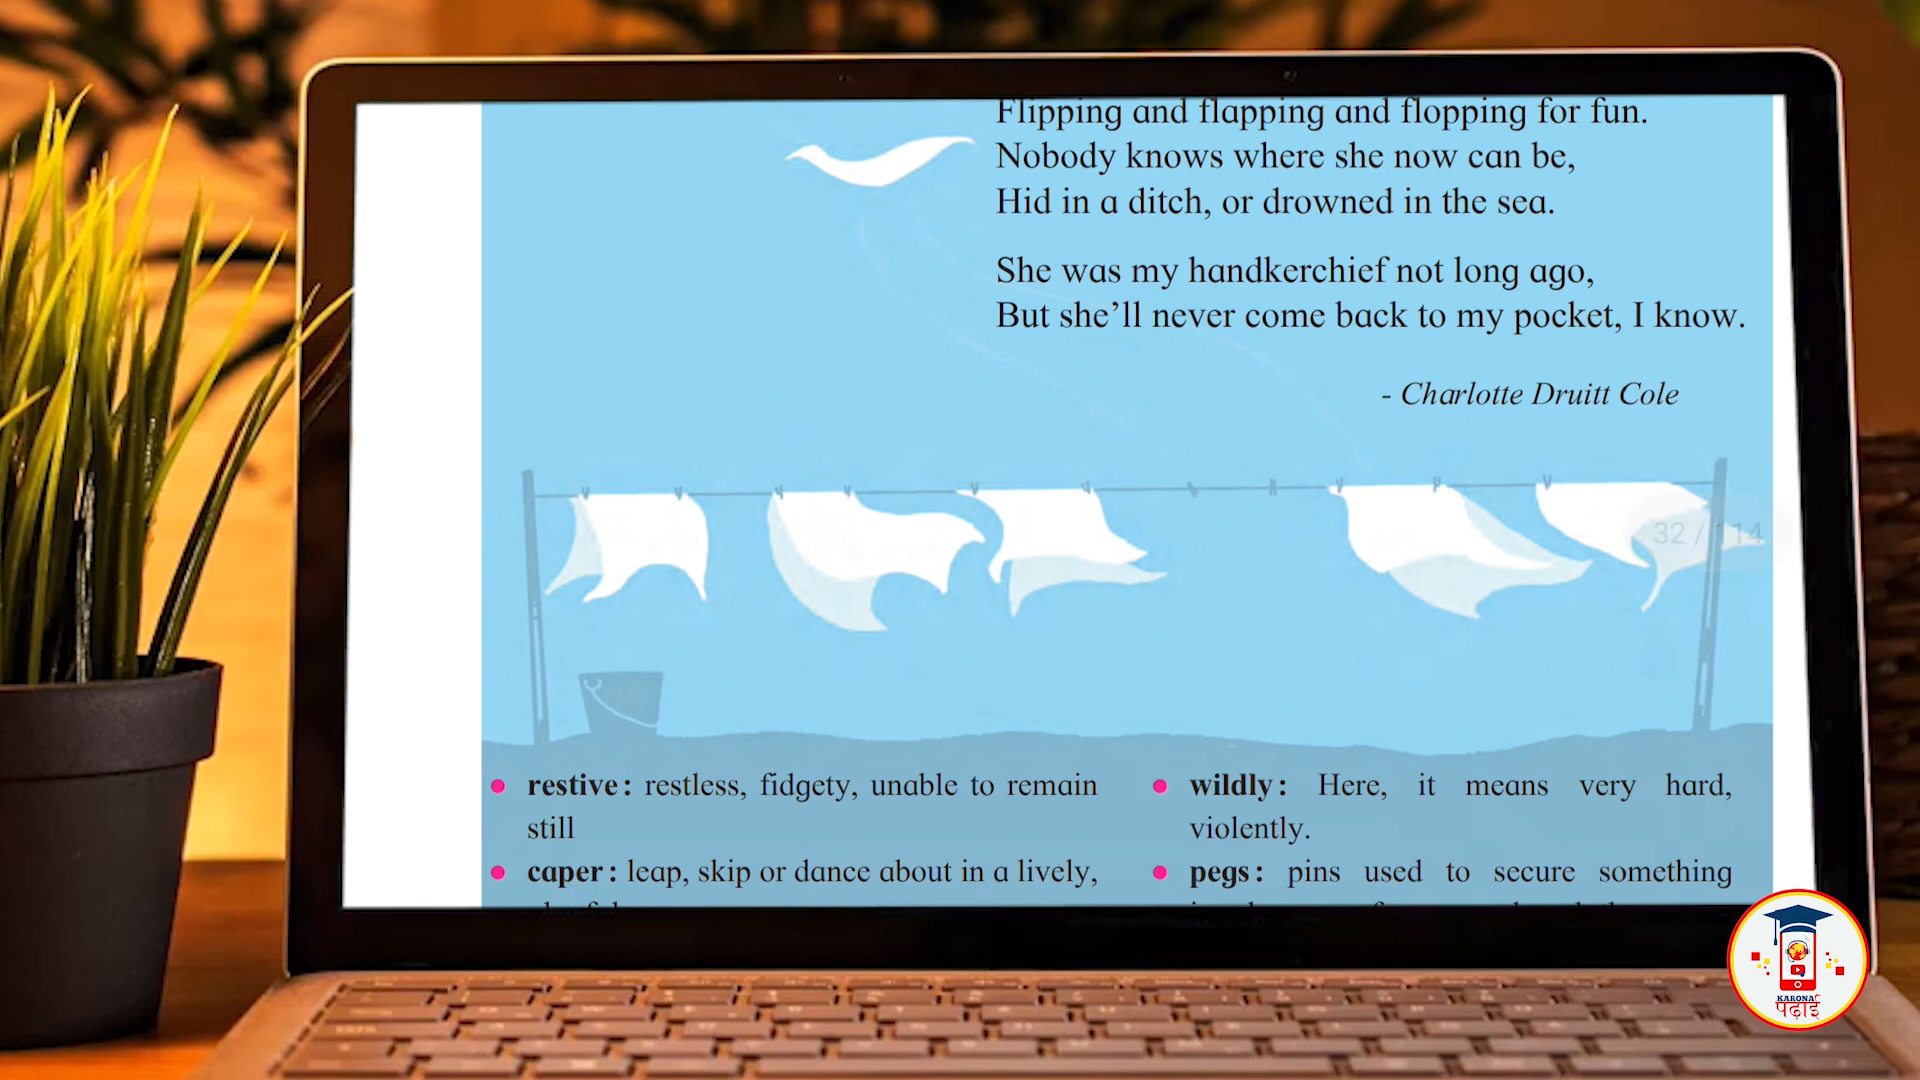 Flipping and flapping and flopping for fun.
Nobody knows where she now can be,
Hid in a ditch, or drowned in the sea.
She was my handkerchief not long ago,
But she'll never come back to my pocket, I know.
- Charlotte Druitt Cole
32 / 114
• restive : restless, fidgety, unable to remain
still
• caper : leap, skip or dance about in a lively,
• wildly : Here, it means very hard,
violently.
• pegs : pins used to secure something
KARONA
पढ़ाई